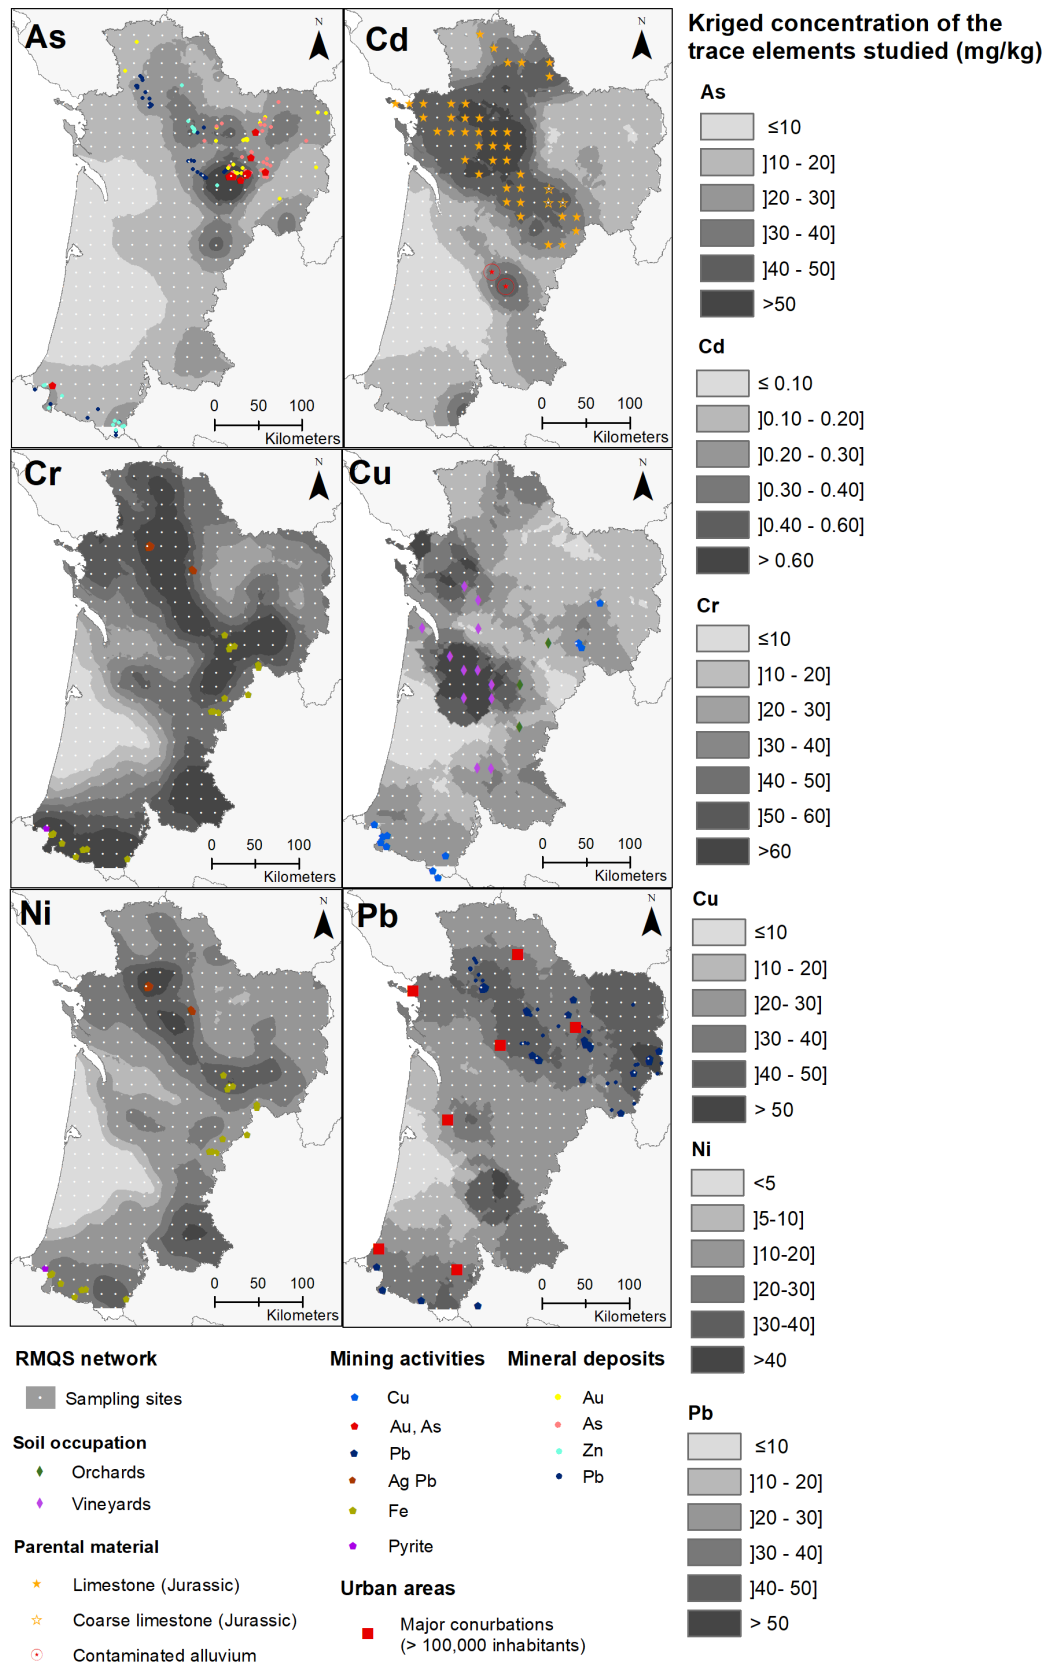 As
N
0 50 100
Kilometers
Cd
N
0 50 100
Kilometers
Cr
N
0 50 100
Kilometers
Cu
N
0 50 100
Kilometers
Ni
N
0 50 100
Kilometers
Pb
N
0 50 100
Kilometers
Kriged concentration of the
trace elements studied (mg/kg)
As
≤10
]10 - 20]
]20 - 30]
]30 - 40]
]40 - 50]
>50
Cd
≤ 0.10
]0.10 - 0.20]
]0.20 - 0.30]
]0.30 - 0.40]
]0.40 - 0.60]
> 0.60
Cr
≤10
]10 - 20]
]20 - 30]
]30 - 40]
]40 - 50]
]50 - 60]
>60
Cu
≤10
]10 - 20]
]20- 30]
]30 - 40]
]40 - 50]
> 50
Ni
<5
]5-10]
]10-20]
]20-30]
]30-40]
>40
Pb
≤10
]10 - 20]
]20 - 30]
]30 - 40]
]40- 50]
> 50
RMQS network
Sampling sites
Soil occupation
Orchards
Vineyards
Parental material
Limestone (Jurassic)
Coarse limestone (Jurassic)
Contaminated alluvium
Mining activities
Cu
Au, As
Pb
Ag Pb
Fe
Pyrite
Urban areas
Major conurbations
(> 100,000 inhabitants)
Mineral deposits
Au
As
Zn
Pb